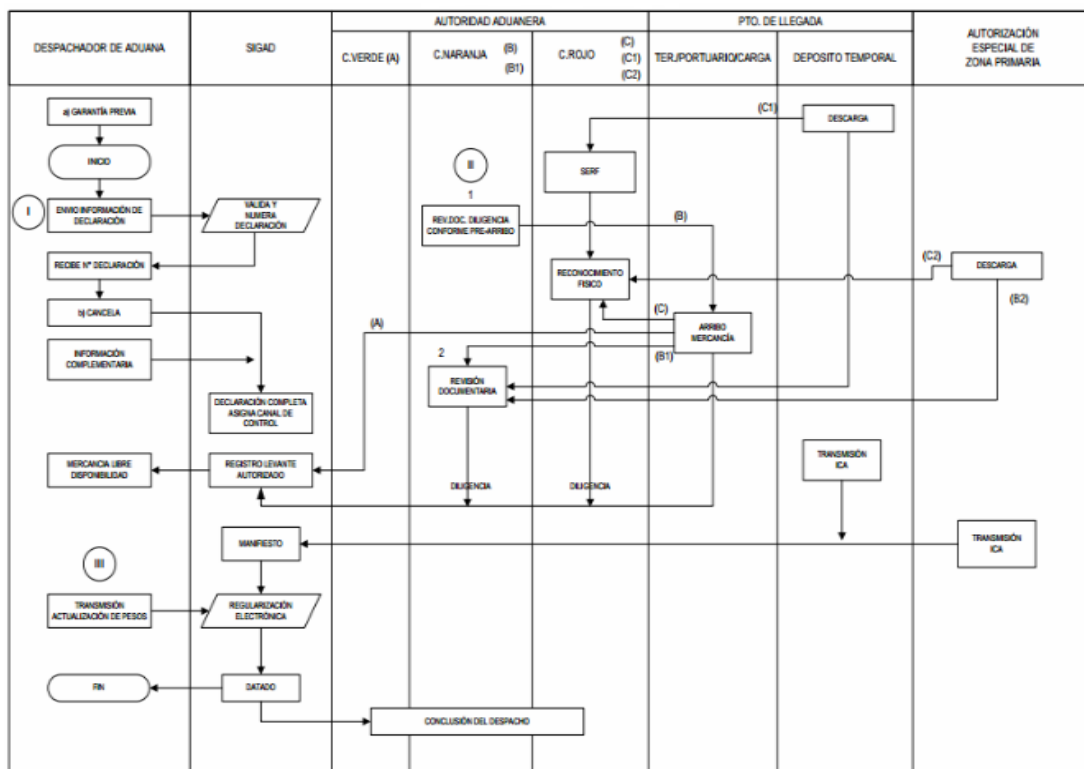 AUTORIDAD ADUANERA
PTO. DE LLEGADA
DESPACHADOR DE ADUANA
SIGAD
C.VERDE (A)
C.NARANJA
(B)
(B1)
C.ROJO
(C)
(C1)
(C2)
TER./PORTUARIO/CARGA
DEPOSITO TEMPORAL
AUTORIZACIÓN
ESPECIAL DE
ZONA PRIMARIA
a) GARANTÍA PREVIA
(C1)
DESCARGA
INICIO
II
SERF
1
I
ENVIO INFORMACIÓN DE
DECLARACIÓN
VALIDA Y
NUMERA
DECLARACIÓN
REV.DOC. DILIGENCIA
CONFORME PRE-ARRIBO
(B)
RECIBE N° DECLARACIÓN
RECONOCIMIENTO
FISICO
(C2)
DESCARGA
(B2)
b) CANCELA
(A)
(C)
ARRIBO
MERCANCÍA
INFORMACIÓN
COMPLEMENTARIA
2
(B1)
REVISIÓN
DOCUMENTARIA
DECLARACIÓN COMPLETA
ASIGNA CANAL DE
CONTROL
MERCANCIA LIBRE
DISPONIBILIDAD
REGISTRO LEVANTE
AUTORIZADO
TRANSMISIÓN
ICA
DILIGENCIA
DILIGENCIA
MANIFIESTO
TRANSMISIÓN
ICA
III
TRANSMISIÓN
ACTUALIZACIÓN DE PESOS
REGULARIZACIÓN
ELECTRÓNICA
FIN
DATADO
CONCLUSIÓN DEL DESPACHO